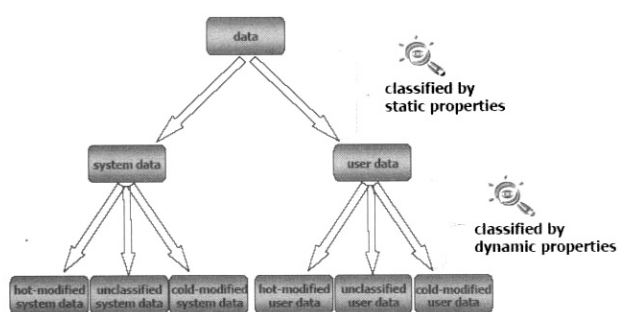 data
classified by
static properties
system data
user data
classified by
dynamic properties
hot-modified
system data
unclassified
system data
cold-modified
system data
hot-modified
user data
unclassified
user data
cold-modified
user data